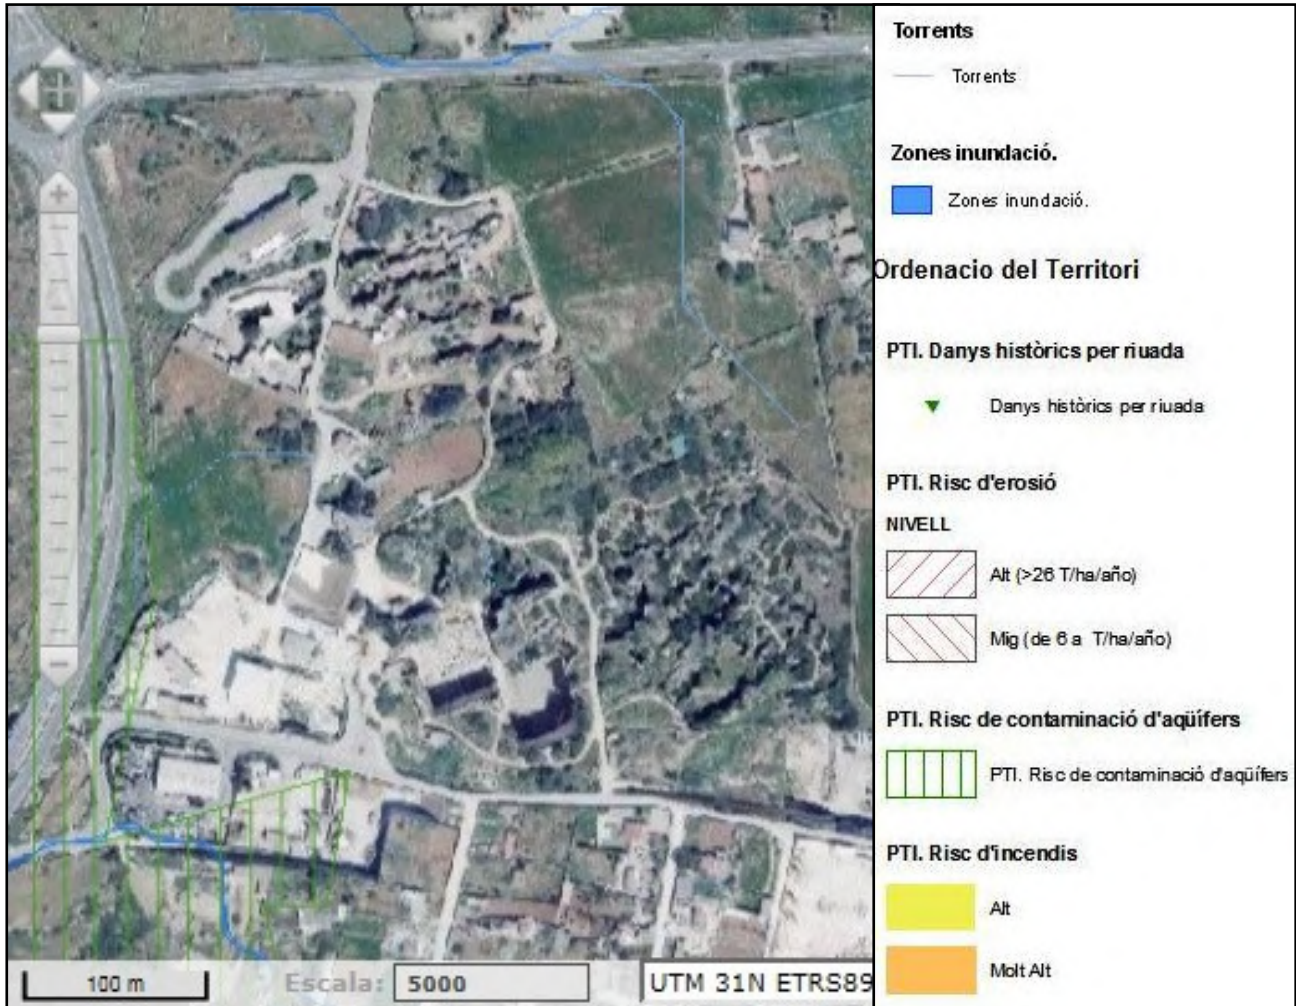 Torrents
Torrents
Zones inundació.
Zones inundació.
Ordenacio del Territori
PTI. Danys històrics per riuada
Danys històrics per riuada
PTI. Risc d'erosió
NIVELL
Alt (>26 T/ha/año)
Mig (de 6 a T/ha/año)
PTI. Risc de contaminació d'aqüífers
PTI. Risc de contaminació d'aqüífers
PTI. Risc d'incendis
Alt
Molt Alt
100 m
Escala: 5000
UTM 31N ETRS89